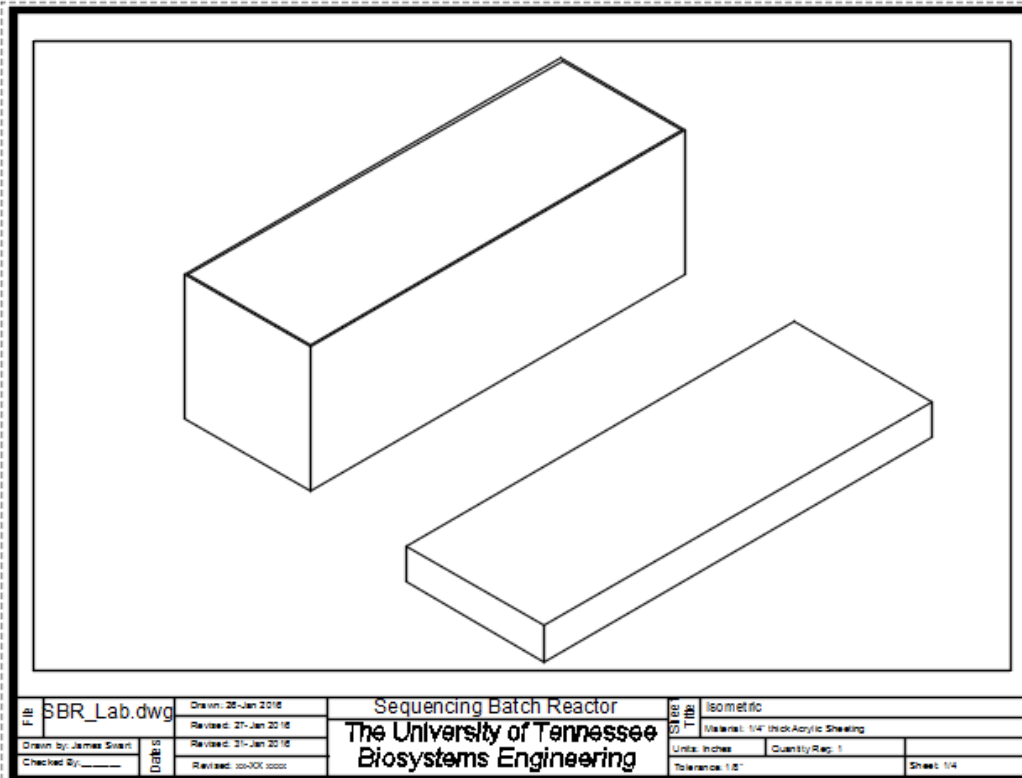 File
SBR_Lab.dwg
Drawn: 26-Jan 2016
Revised: 27-Jan 2016
Drawn by: James Swart
Checked By:______
Dates
Revised: 31-Jan 2016
Revised: xx-XX xxxx
Sequencing Batch Reactor
The University of Tennessee
Biosystems Engineering
Sheet
Title
Isometric
Material: 1/4" thick Acrylic Sheeting
Units: Inches
Quantity Req: 1
Tolerance: 1/8"
Sheet: 1/4